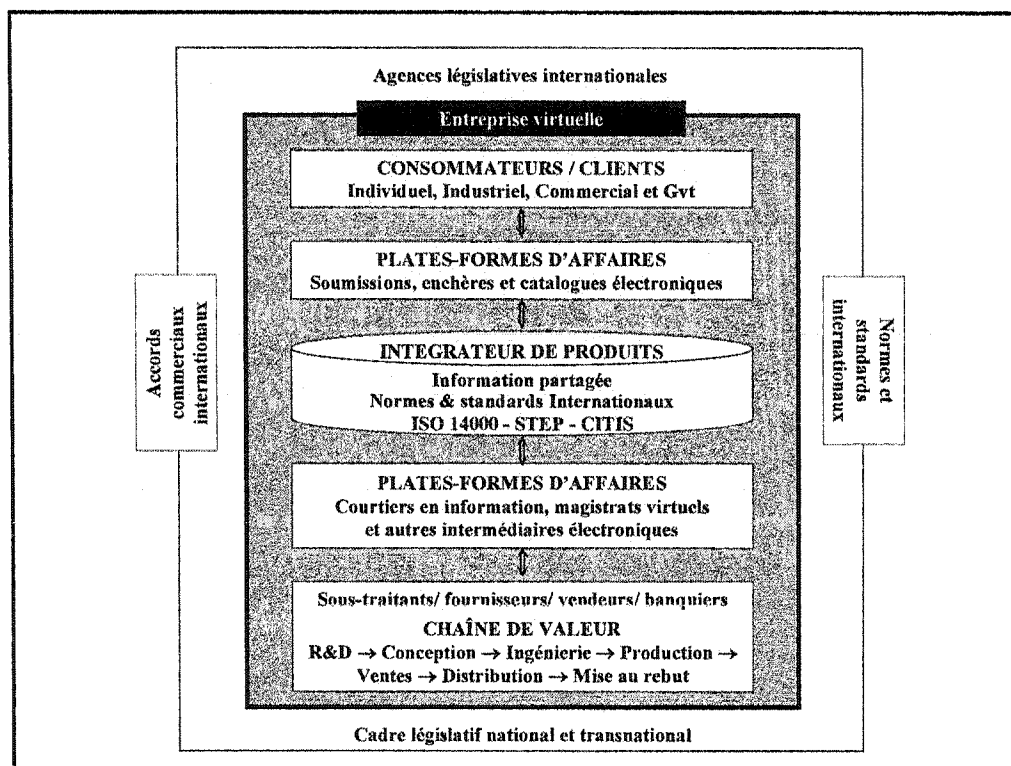 Agences législatives internationales
Entreprise virtuelle
CONSOMMATEURS / CLIENTS
Individuel, Industriel, Commercial et Gvt
PLATES-FORMES D'AFFAIRES
Soumissions, enchères et catalogues électroniques
Accords
commerciaux
internationaux
INTEGRATEUR DE PRODUITS
Information partagée
Normes & standards Internationaux
ISO 14000 - STEP - CITIS
Normes et
standards
internationaux
PLATES-FORMES D'AFFAIRES
Courtiers en information, magistrats virtuels
et autres intermédiaires électroniques
Sous-traitants/ fournisseurs/ vendeurs/ banquiers
CHAÎNE DE VALEUR
R&D → Conception → Ingénierie → Production →
Ventes → Distribution → Mise au rebut
Cadre législatif national et transnational